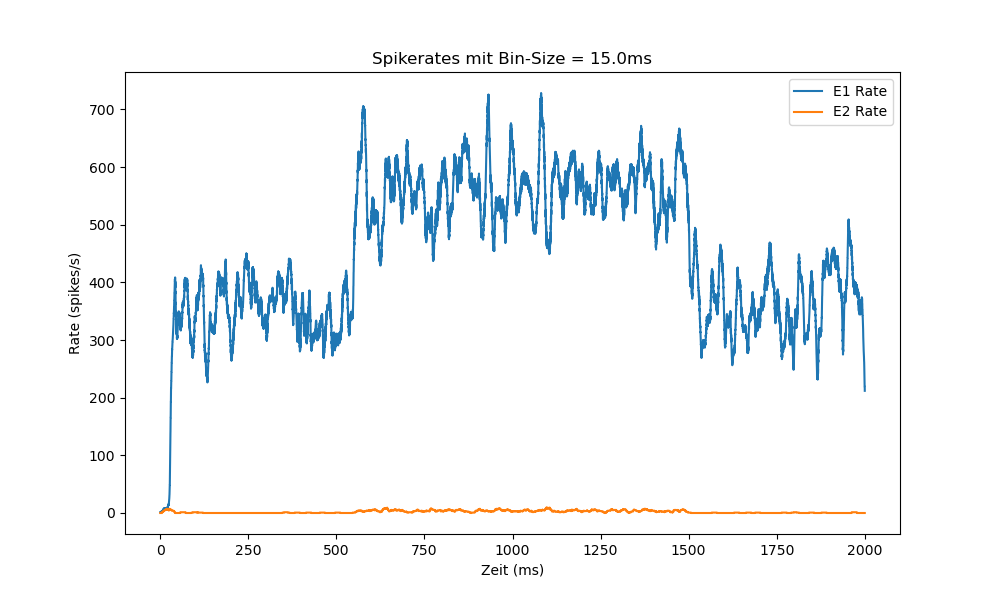 Spikerates mit Bin-Size = 15.0ms
E1 Rate
E2 Rate
Rate (spikes/s)
700
600
500
400
300
200
100
0
0 250 500 750 1000 1250 1500 1750 2000
Zeit (ms)